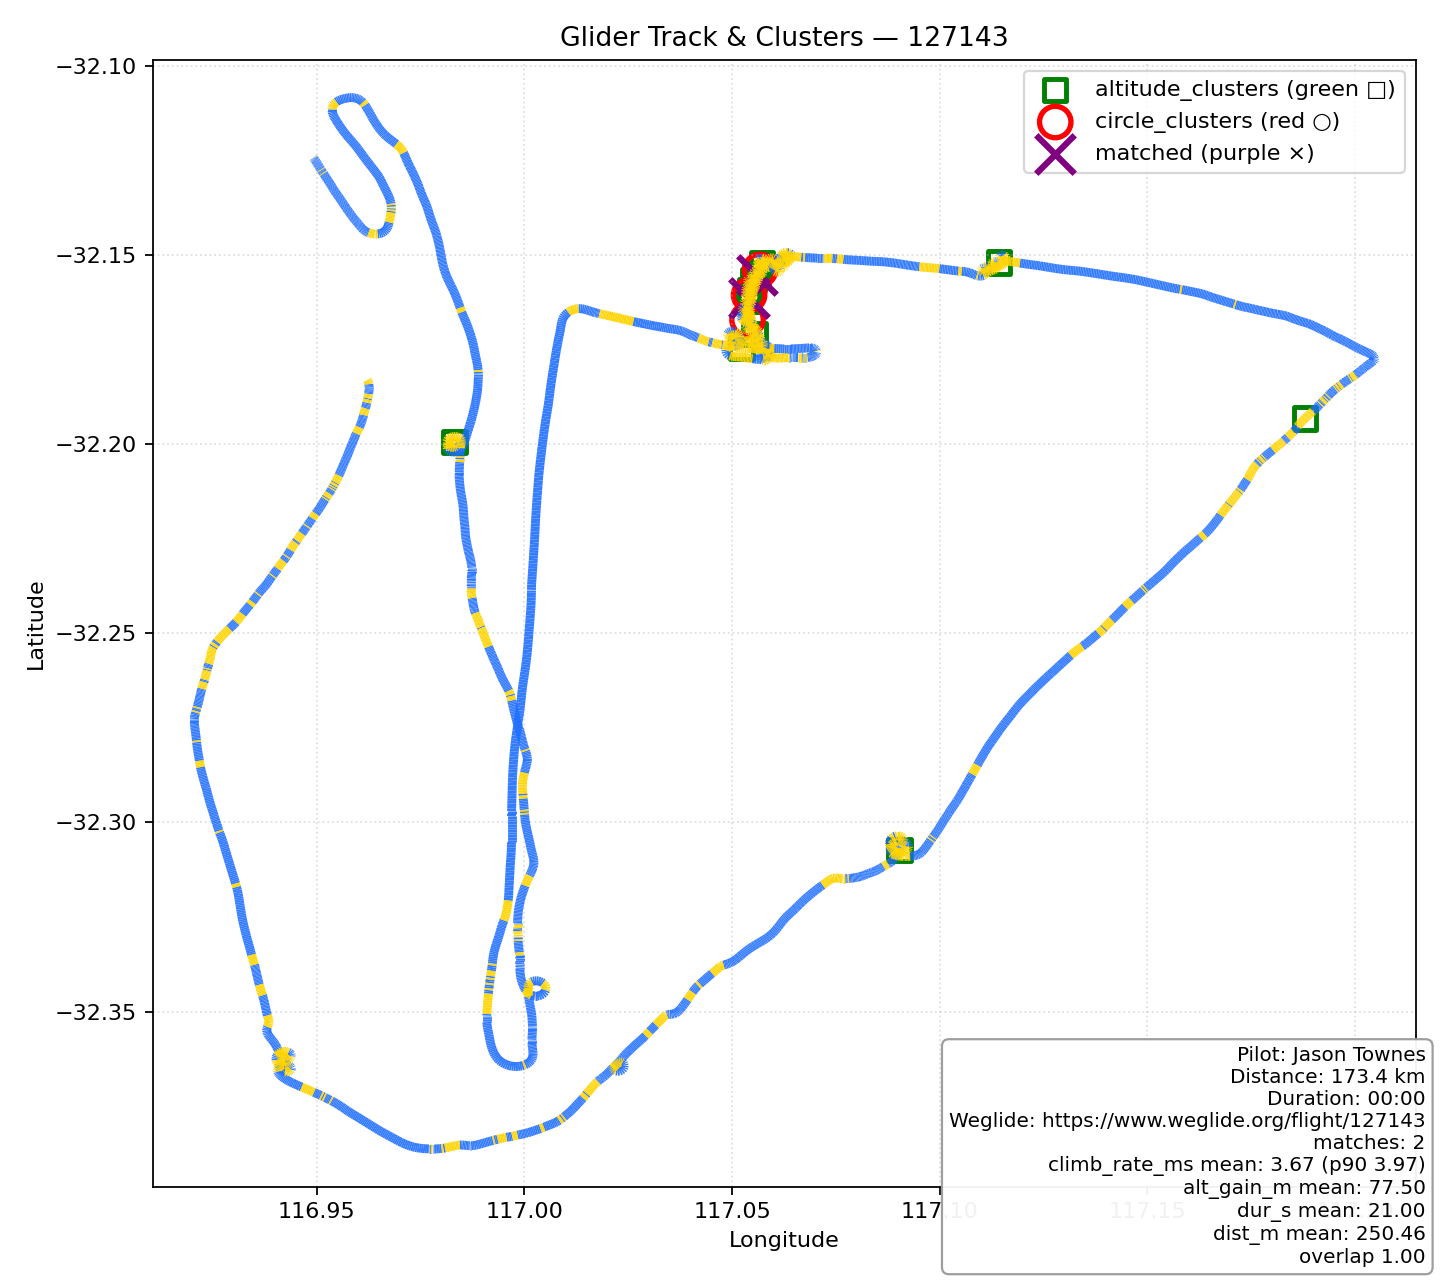 Glider Track & Clusters — 127143
altitude_clusters (green □)
circle_clusters (red ○)
matched (purple ×)
−32.10
−32.15
−32.20
−32.25
−32.30
−32.35
Latitude
116.95
117.00
117.05
117.10
117.15
Longitude
Pilot: Jason Townes
Distance: 173.4 km
Duration: 00:00
Weglide: https://www.weglide.org/flight/127143
matches: 2
climb_rate_ms mean: 3.67 (p90 3.97)
alt_gain_m mean: 77.50
dur_s mean: 21.00
dist_m mean: 250.46
overlap 1.00